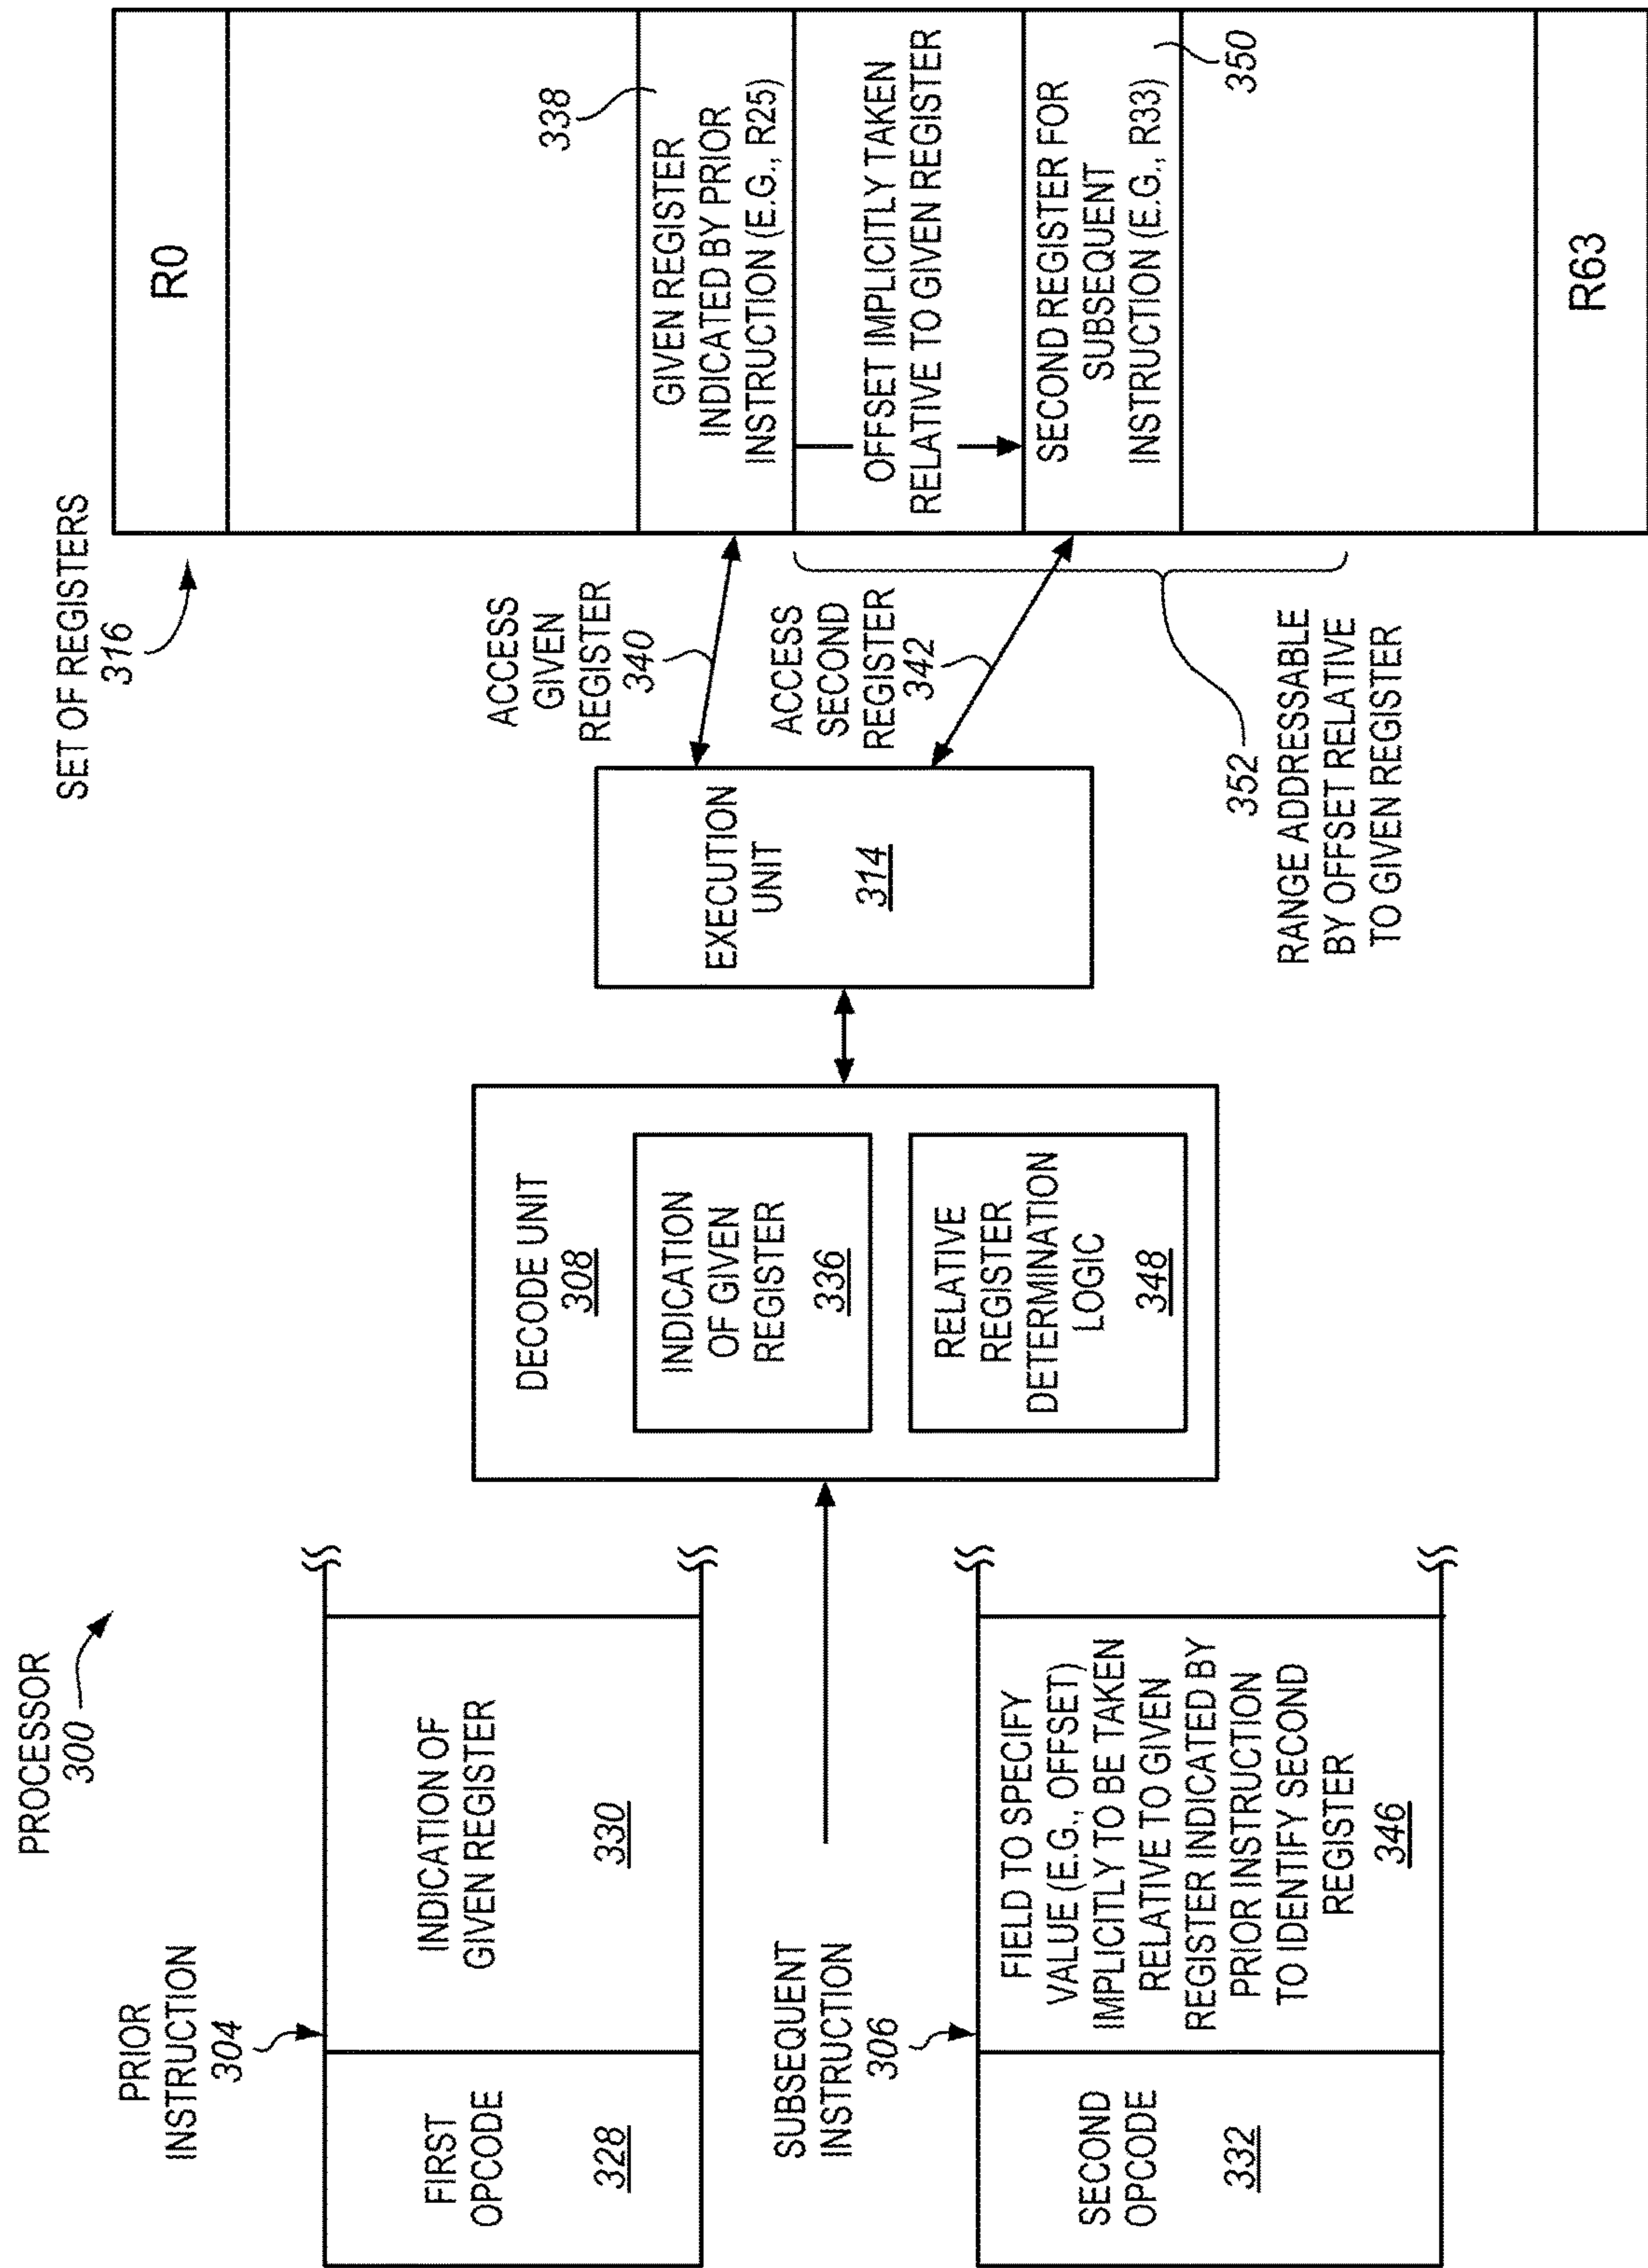 PROCESSOR
300
PRIOR
INSTRUCTION
304
FIRST
OPCODE
328
INDICATION OF
GIVEN REGISTER
330
SUBSEQUENT
INSTRUCTION
306
SECOND
OPCODE
332
FIELD TO SPECIFY
VALUE (E.G., OFFSET)
IMPLICITLY TO BE TAKEN
RELATIVE TO GIVEN
REGISTER INDICATED BY
PRIOR INSTRUCTION
TO IDENTIFY SECOND
REGISTER
346
DECODE UNIT
308
INDICATION
OF GIVEN
REGISTER
336
RELATIVE
REGISTER
DETERMINATION
LOGIC
348
EXECUTION
UNIT
314
ACCESS
GIVEN
REGISTER
340
ACCESS
SECOND
REGISTER
342
352
RANGE ADDRESSABLE
BY OFFSET RELATIVE
TO GIVEN REGISTER
SET OF REGISTERS
316
R0
338
GIVEN REGISTER
INDICATED BY PRIOR
INSTRUCTION (E.G., R25)
OFFSET IMPLICITLY TAKEN
RELATIVE TO GIVEN REGISTER
SECOND REGISTER FOR
SUBSEQUENT
INSTRUCTION (E.G., R33)
350
R63